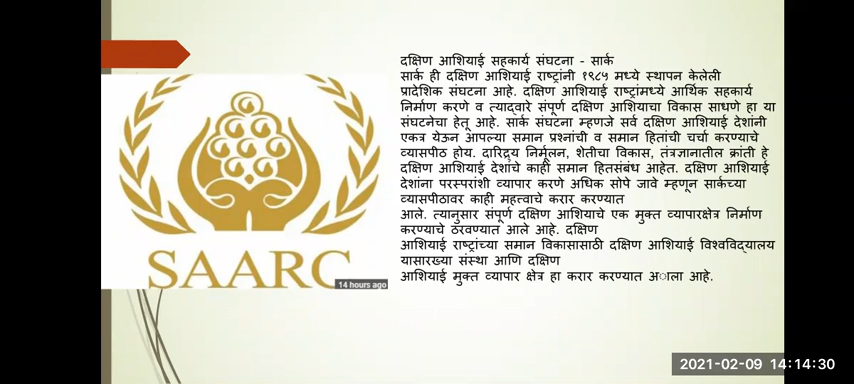 दक्षिण आशियाई सहकार्य संघटना - सार्क
सार्क ही दक्षिण आशियाई राष्ट्रांनी १९८५ मध्ये स्थापन केलेली
प्रादेशिक संघटना आहे. दक्षिण आशियाई राष्ट्रांमध्ये आर्थिक सहकार्य
निर्माण करणे व त्याद्वारे संपूर्ण दक्षिण आशियाचा विकास साधणे हा या
संघटनेचा हेतू आहे. सार्क संघटना म्हणजे सर्व दक्षिण आशियाई देशांनी
एकत्र येऊन आपल्या समान प्रश्नांची व समान हितांची चर्चा करण्याचे
व्यासपीठ होय. दारिद्र्य निर्मूलन, शेतीचा विकास, तंत्रज्ञानातील क्रांती हे
दक्षिण आशियाई देशांचे काही समान हितसंबंध आहेत. दक्षिण आशियाई
देशांना परस्परांशी व्यापार करणे अधिक सोपे जावे म्हणून सार्कच्या
व्यासपीठावर काही महत्त्वाचे करार करण्यात
आले. त्यानुसार संपूर्ण दक्षिण आशियाचे एक मुक्त व्यापारक्षेत्र निर्माण
करण्याचे ठरवण्यात आले आहे. दक्षिण
आशियाई राष्ट्रांच्या समान विकासासाठी दक्षिण आशियाई विश्वविद्यालय
यासारख्या संस्था आणि दक्षिण
आशियाई मुक्त व्यापार क्षेत्र हा करार करण्यात अाला आहे.
SAARC
14 hours ago
2021-02-09 14:14:30